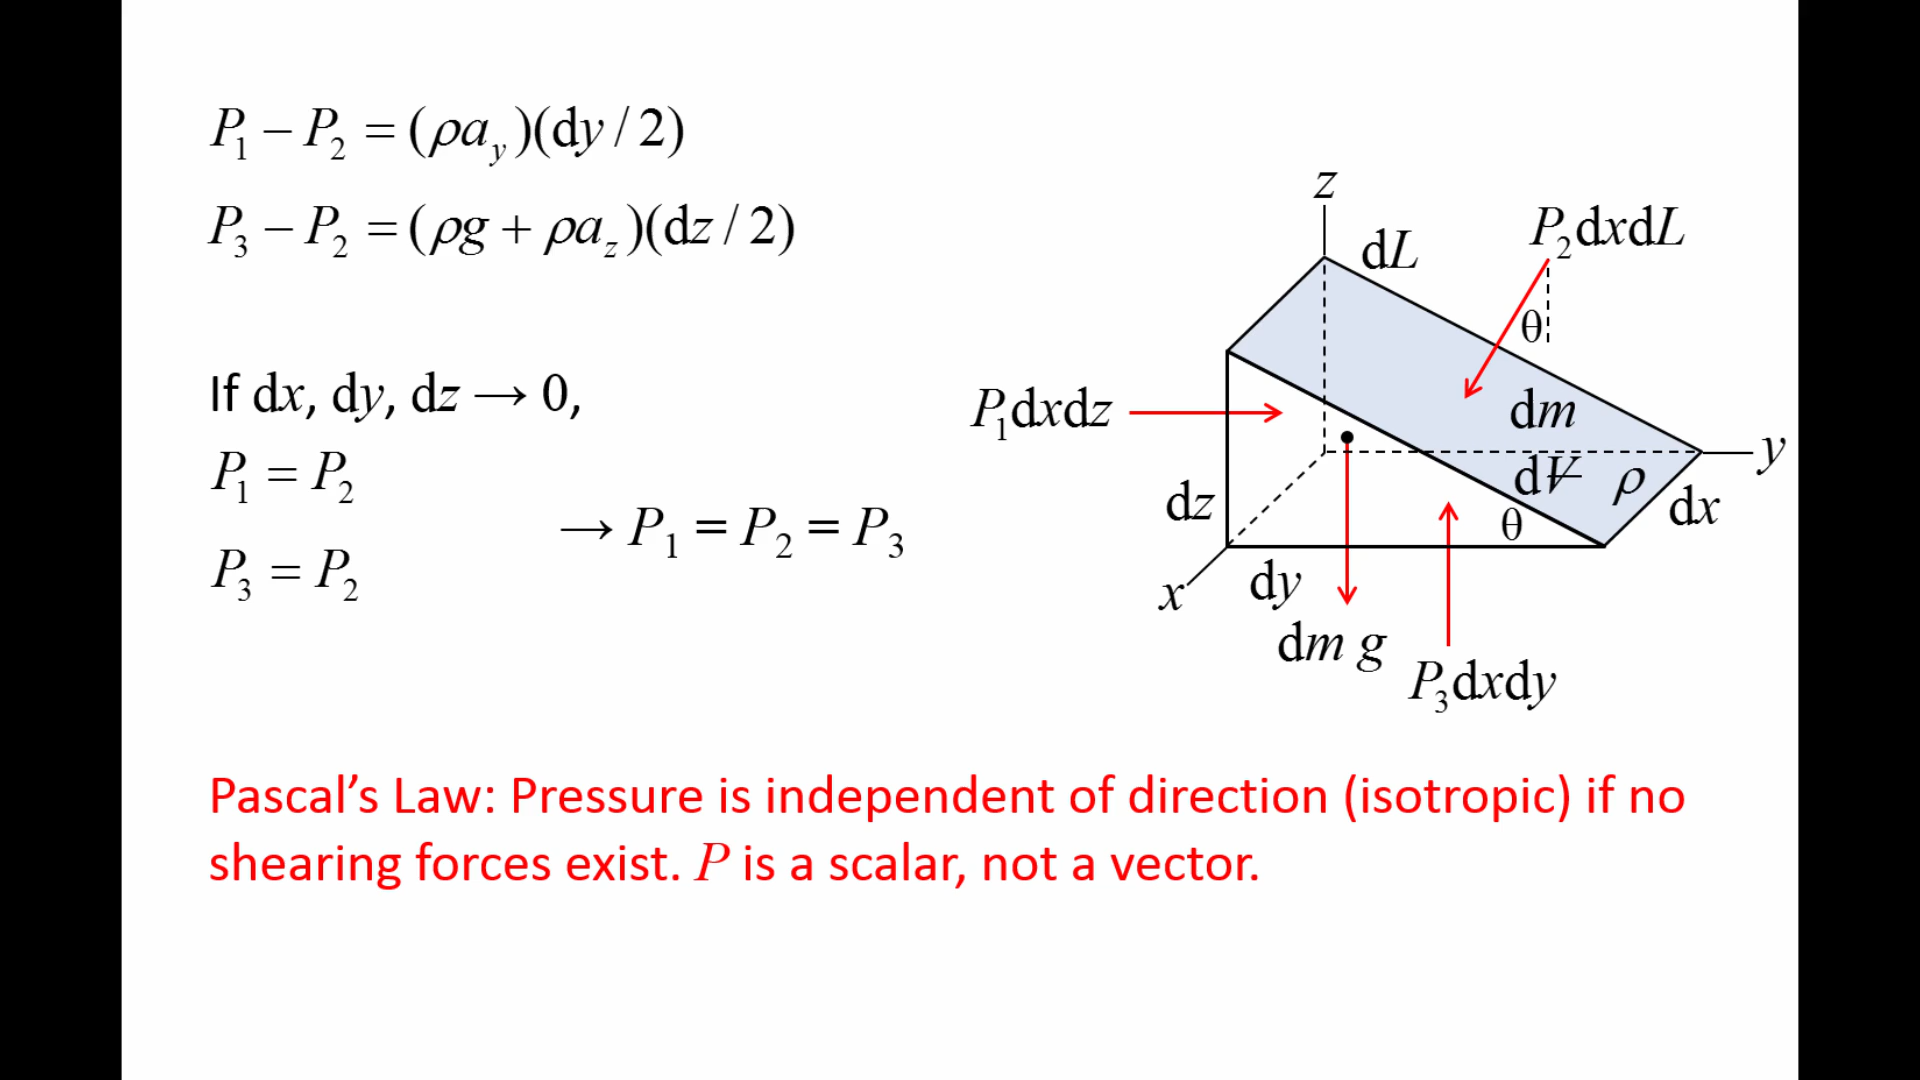 P₁ − P₂ = (ρa_y)(dy / 2)
P₃ − P₂ = (ρg + ρa_z)(dz / 2)
If dx, dy, dz → 0,
P₁ = P₂
P₃ = P₂
→ P₁ = P₂ = P₃
z
dL
P₂dxdL
θ
P₁dxdz
dm
y
dV̶ ρ
dz
dx
θ
x
dy
dm g
P₃dxdy
Pascal’s Law: Pressure is independent of direction (isotropic) if no
shearing forces exist. P is a scalar, not a vector.